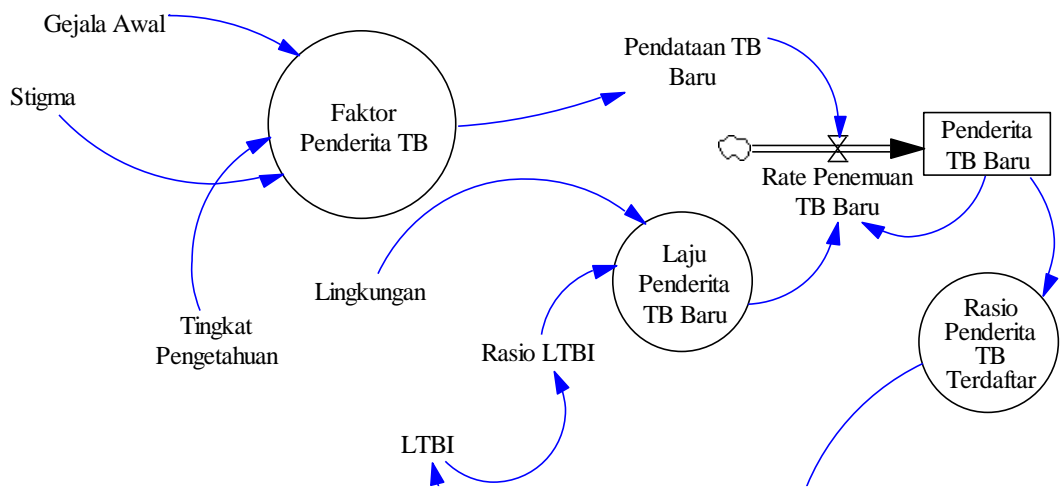 Gejala Awal
Stigma
Faktor
Penderita TB
Pendataan TB
Baru
Penderita
TB Baru
Rate Penemuan
TB Baru
Lingkungan
Laju
Penderita
TB Baru
Tingkat
Pengetahuan
Rasio LTBI
Rasio
Penderita
TB
Terdaftar
LTBI